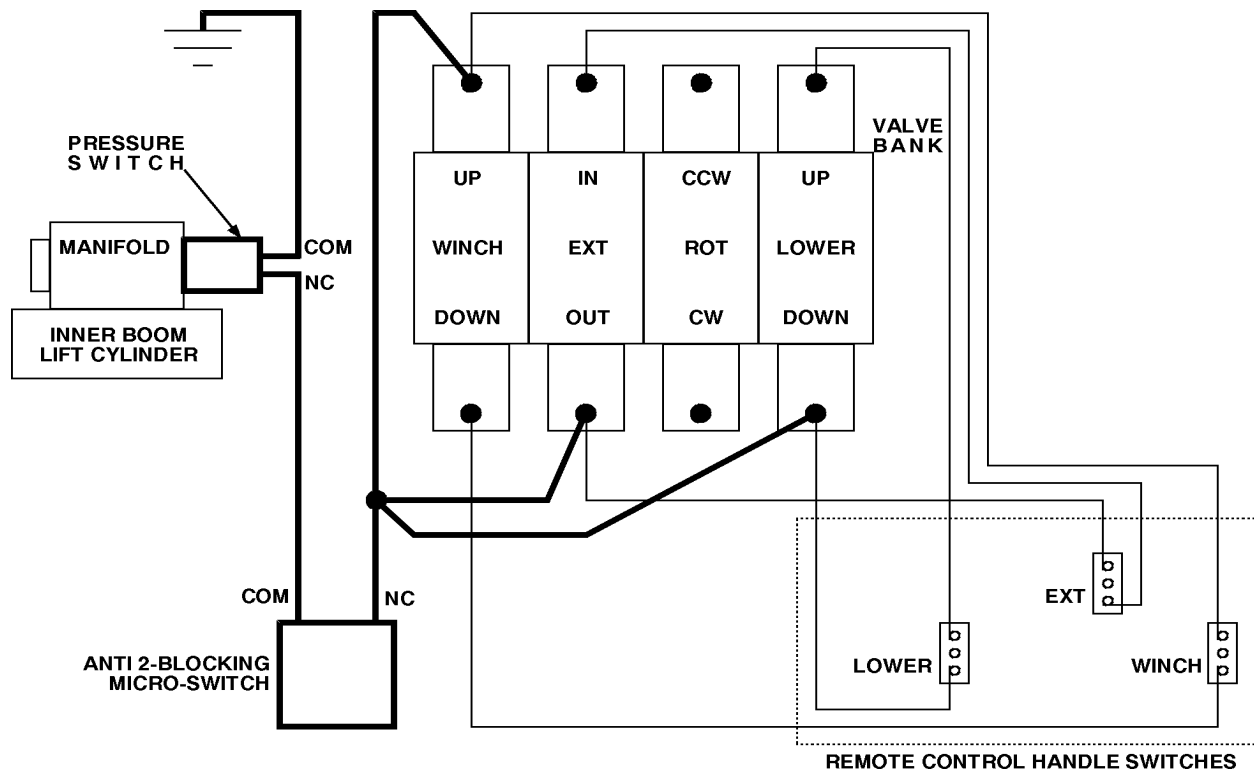 PRESSURE
SWITCH
MANIFOLD
COM
NC
INNER BOOM
LIFT CYLINDER
VALVE
BANK
UP
IN
CCW
UP
WINCH
EXT
ROT
LOWER
DOWN
OUT
CW
DOWN
COM
NC
ANTI 2-BLOCKING
MICRO-SWITCH
EXT
LOWER
WINCH
REMOTE CONTROL HANDLE SWITCHES